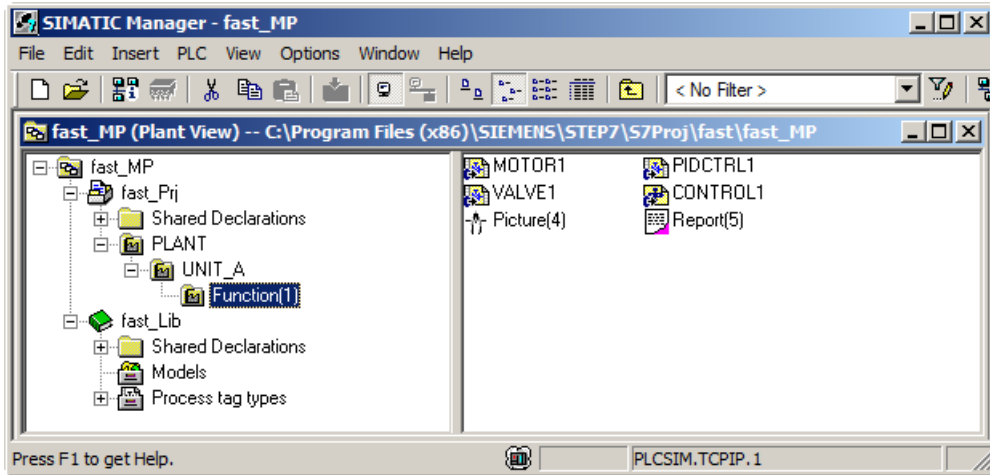 SIMATIC Manager - fast_MP
File Edit Insert PLC View Options Window Help
< No Filter >
fast_MP (Plant View) -- C:\Program Files (x86)\SIEMENS\STEP7\S7Proj\fast\fast_MP
fast_MP
fast_Prj
Shared Declarations
PLANT
UNIT_A
Function(1)
fast_Lib
Shared Declarations
Models
Process tag types
MOTOR1 PIDCTRL1
VALVE1 CONTROL1
Picture(4) Report(5)
Press F1 to get Help. PLCSIM.TCPIP.1